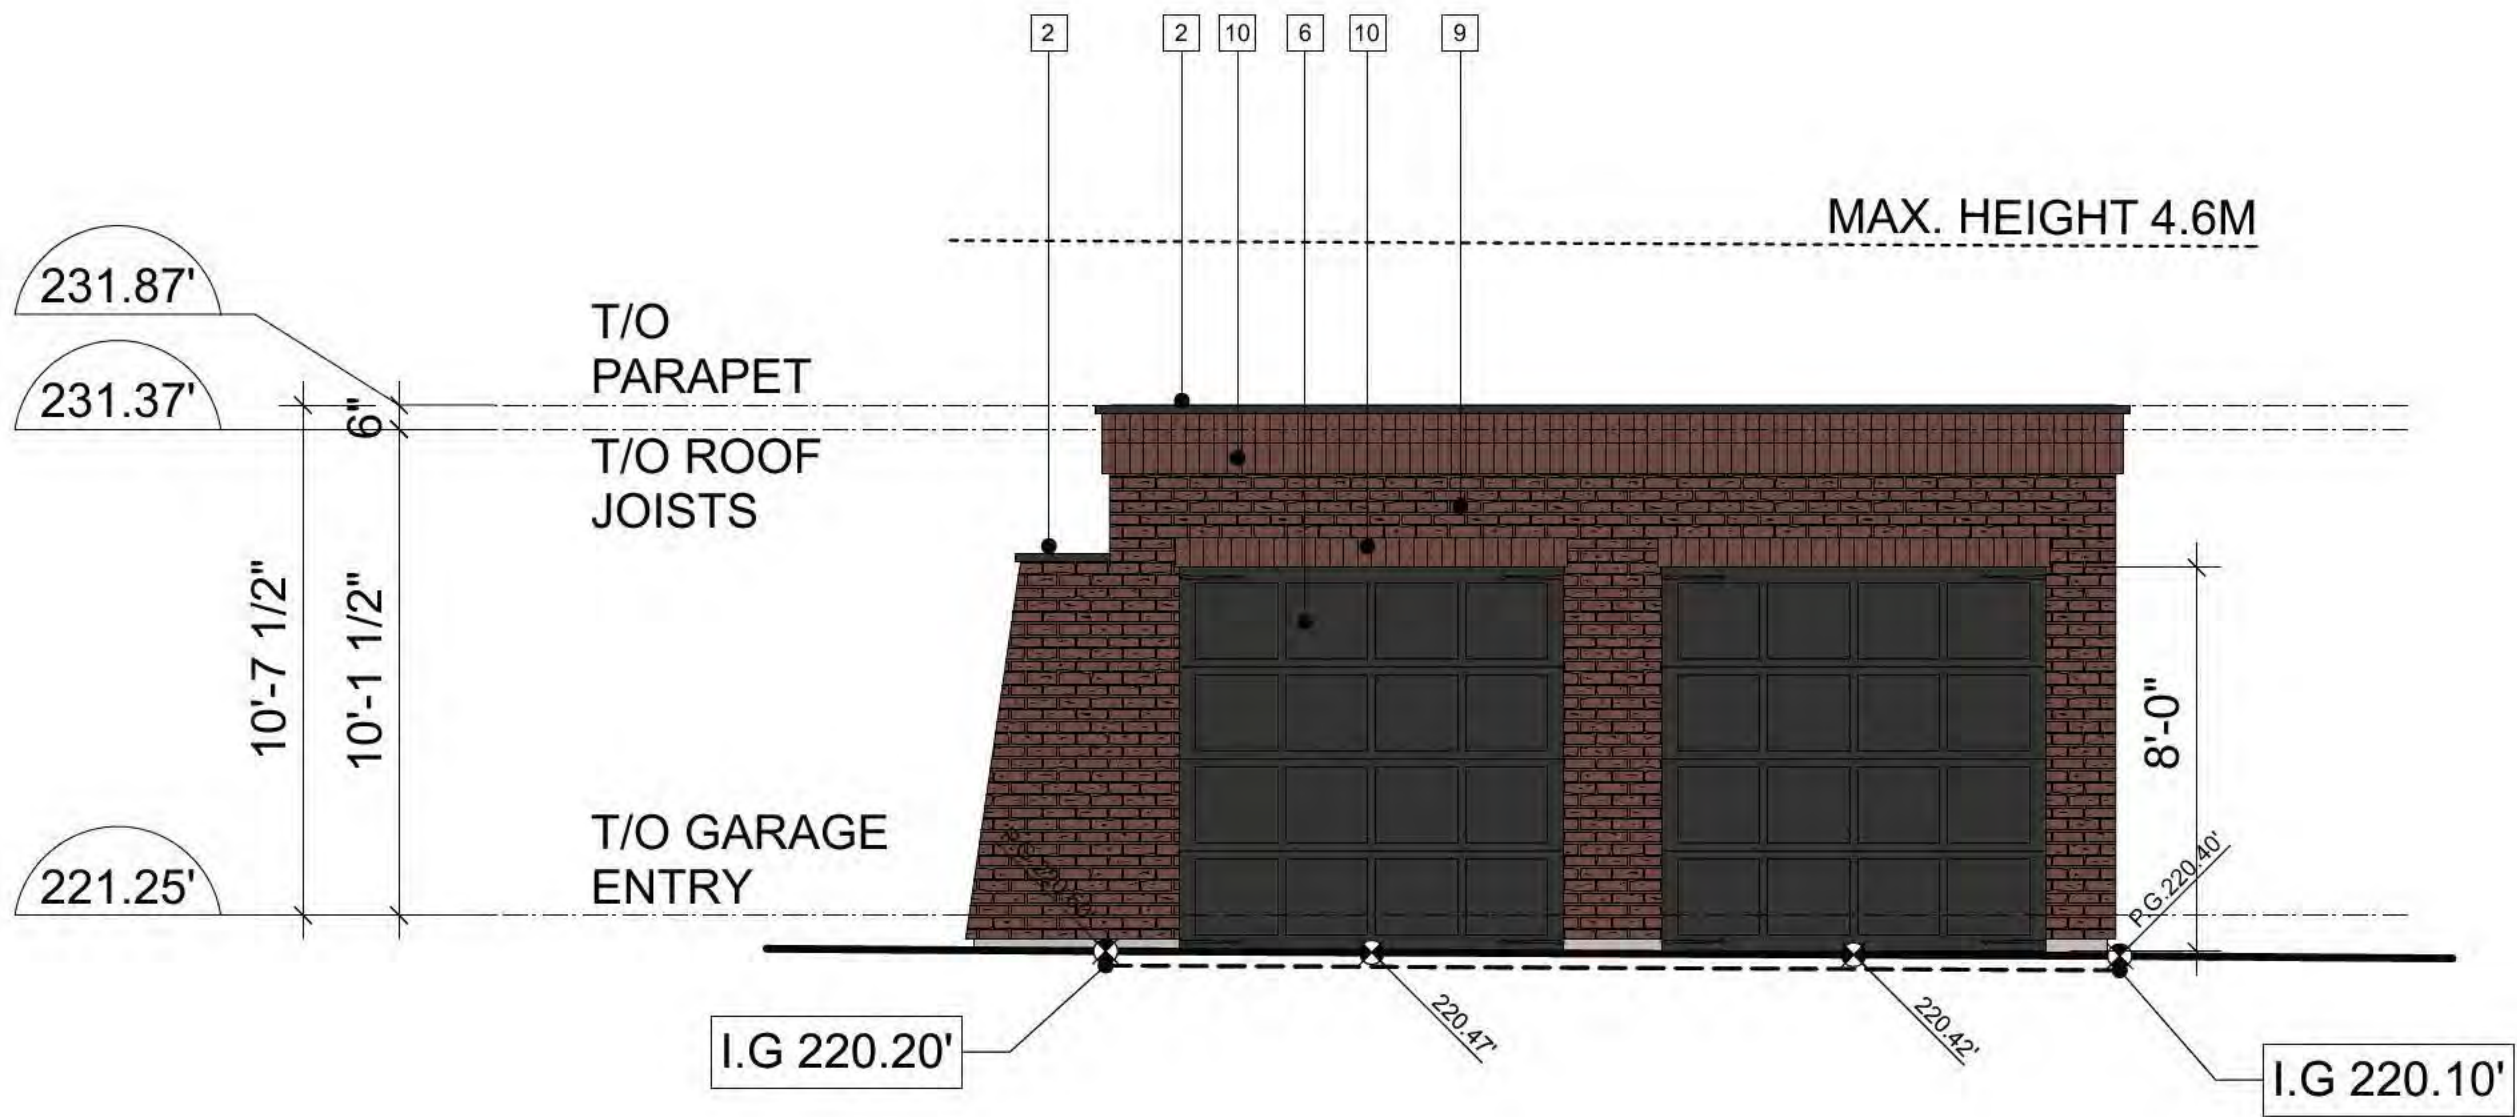 2
2
10
6
10
9
MAX. HEIGHT 4.6M
231.87'
T/O
PARAPET
231.37'
6"
T/O ROOF
JOISTS
10'-7 1/2"
10'-1 1/2"
8'-0"
T/O GARAGE
ENTRY
221.25'
P.G.220.40'
I.G 220.20'
220.47'
220.42'
I.G 220.10'